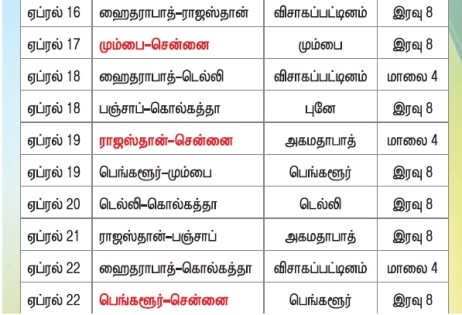 ஏப்ரல் 16 ஹைதராபாத்–ராஜஸ்தான் விசாகப்பட்டினம் இரவு 8
ஏப்ரல் 17 மும்பை–சென்னை மும்பை இரவு 8
ஏப்ரல் 18 ஹைதராபாத்–டெல்லி விசாகப்பட்டினம் மாலை 4
ஏப்ரல் 18 பஞ்சாப்–கொல்கத்தா புனே இரவு 8
ஏப்ரல் 19 ராஜஸ்தான்–சென்னை அகமதாபாத் மாலை 4
ஏப்ரல் 19 பெங்களூர்–மும்பை பெங்களூர் இரவு 8
ஏப்ரல் 20 டெல்லி–கொல்கத்தா டெல்லி இரவு 8
ஏப்ரல் 21 ராஜஸ்தான்–பஞ்சாப் அகமதாபாத் இரவு 8
ஏப்ரல் 22 ஹைதராபாத்–கொல்கத்தா விசாகப்பட்டினம் மாலை 4
ஏப்ரல் 22 பெங்களூர்–சென்னை பெங்களூர் இரவு 8